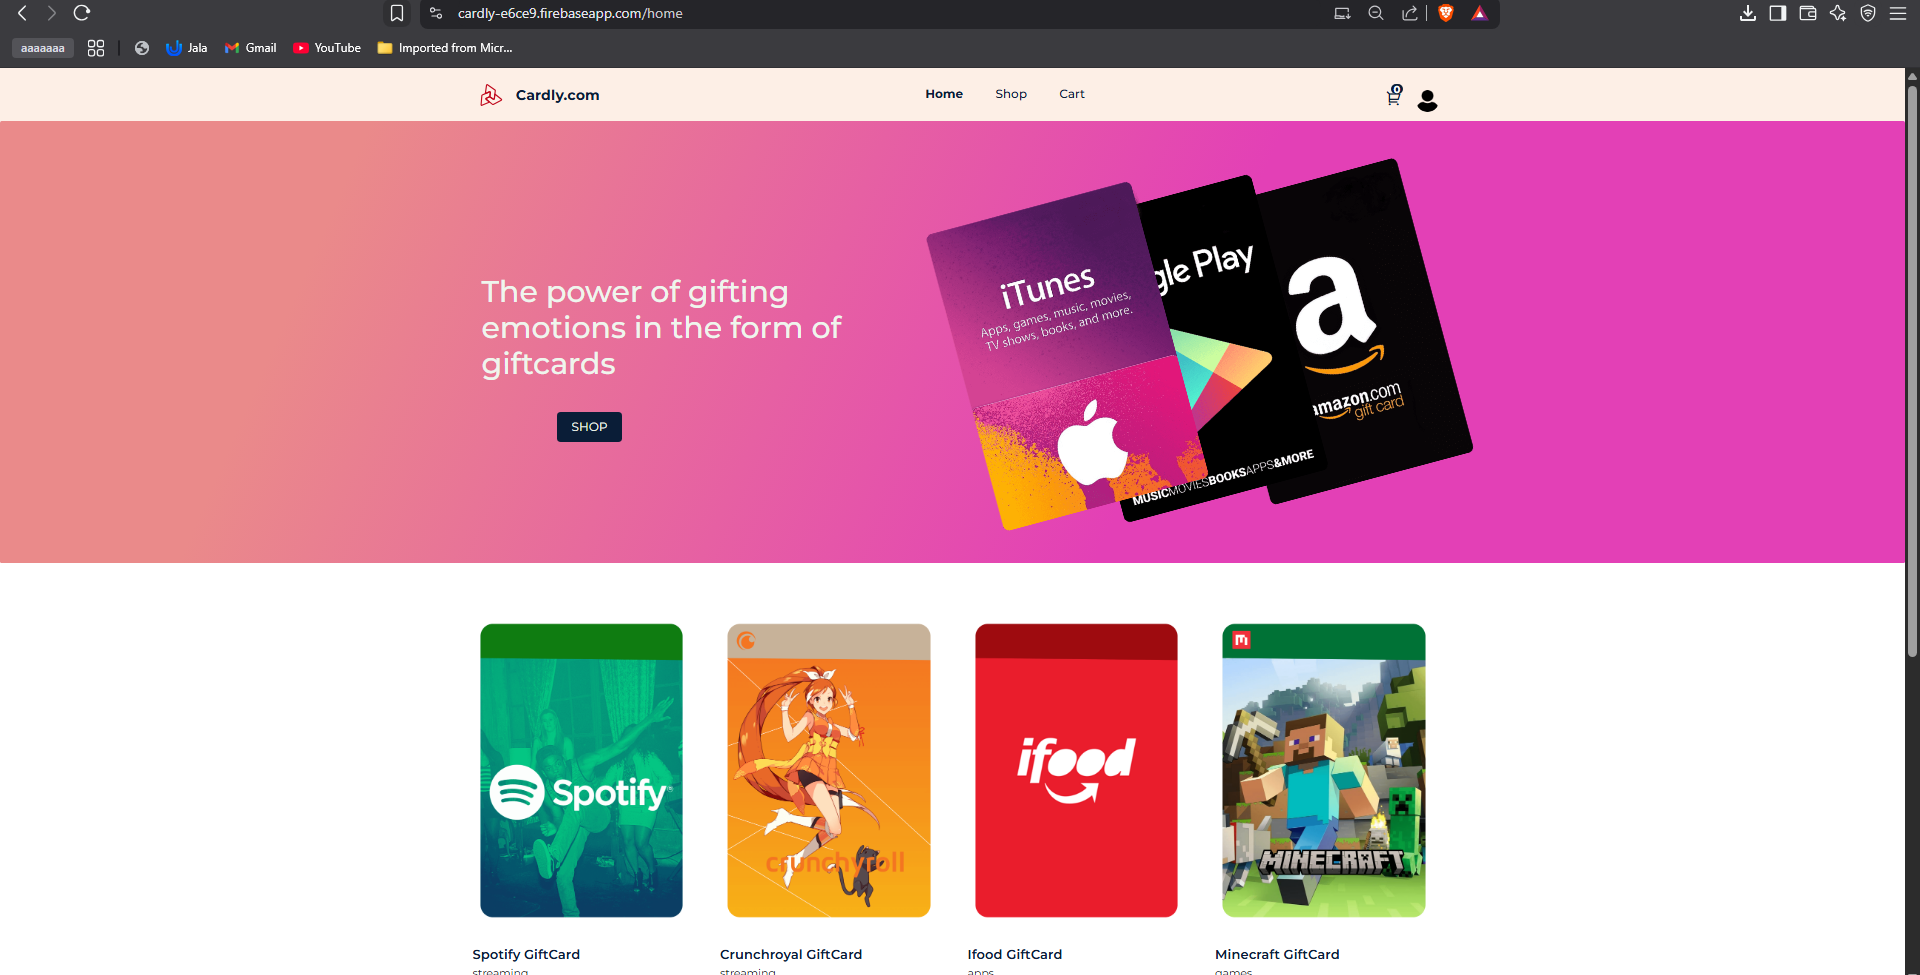 cardly-e6ce9.firebaseapp.com/home
aaaaaaa
Jala
Gmail
YouTube
Imported from Micr...
Cardly.com
Home
Shop
Cart
0
The power of gifting
emotions in the form of
giftcards
SHOP
iTunes
Apps, games, music, movies,
TV shows, books, and more.
gle Play
MUSICMOVIESBOOKSAPPS&MORE
a
amazon.com
gift card
Spotify
crunchyroll
ifood
MINECRAFT
Spotify GiftCard
streaming
Crunchroyal GiftCard
streaming
Ifood GiftCard
apps
Minecraft GiftCard
games